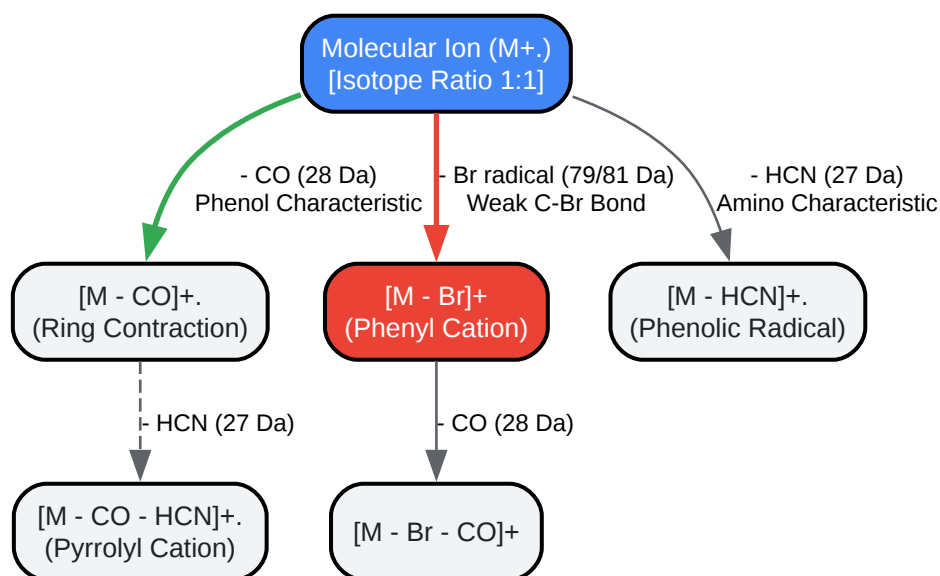 Molecular Ion (M+.)
[Isotope Ratio 1:1]
- CO (28 Da)
Phenol Characteristic
- Br radical (79/81 Da)
Weak C-Br Bond
- HCN (27 Da)
Amino Characteristic
[M - CO]+.
(Ring Contraction)
[M - Br]+
(Phenyl Cation)
[M - HCN]+.
(Phenolic Radical)
- HCN (27 Da)
- CO (28 Da)
[M - CO - HCN]+.
(Pyrrolyl Cation)
[M - Br - CO]+